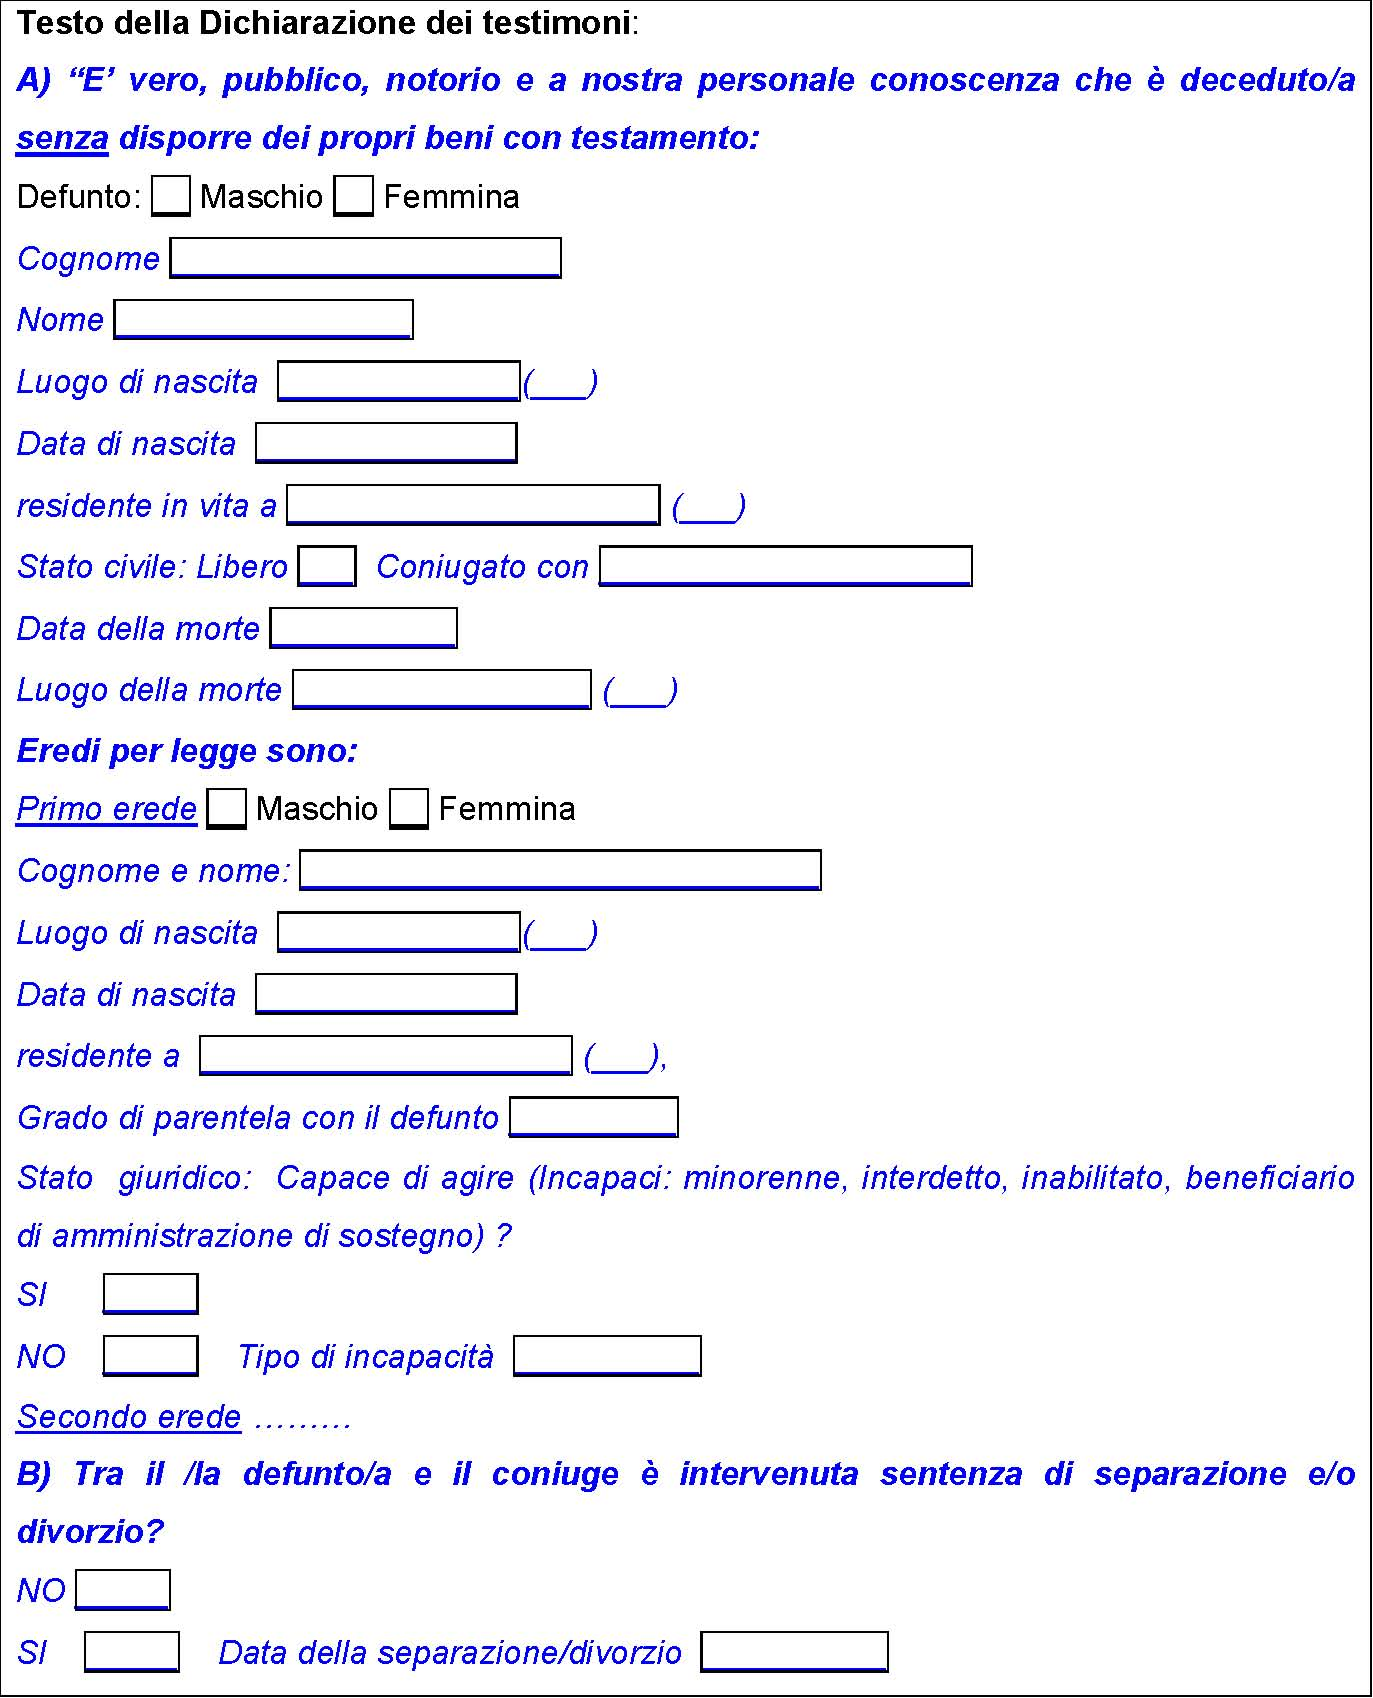 Testo della Dichiarazione dei testimoni:
A) “E’ vero, pubblico, notorio e a nostra personale conoscenza che è deceduto/a
senza disporre dei propri beni con testamento:
Defunto: Maschio Femmina
Cognome
Nome
Luogo di nascita (___)
Data di nascita
residente in vita a (___)
Stato civile: Libero Coniugato con
Data della morte
Luogo della morte (___)
Eredi per legge sono:
Primo erede Maschio Femmina
Cognome e nome:
Luogo di nascita (___)
Data di nascita
residente a (___),
Grado di parentela con il defunto
Stato giuridico: Capace di agire (Incapaci: minorenne, interdetto, inabilitato, beneficiario
di amministrazione di sostegno) ?
SI
NO Tipo di incapacità
Secondo erede ………
B) Tra il /la defunto/a e il coniuge è intervenuta sentenza di separazione e/o
divorzio?
NO
SI Data della separazione/divorzio